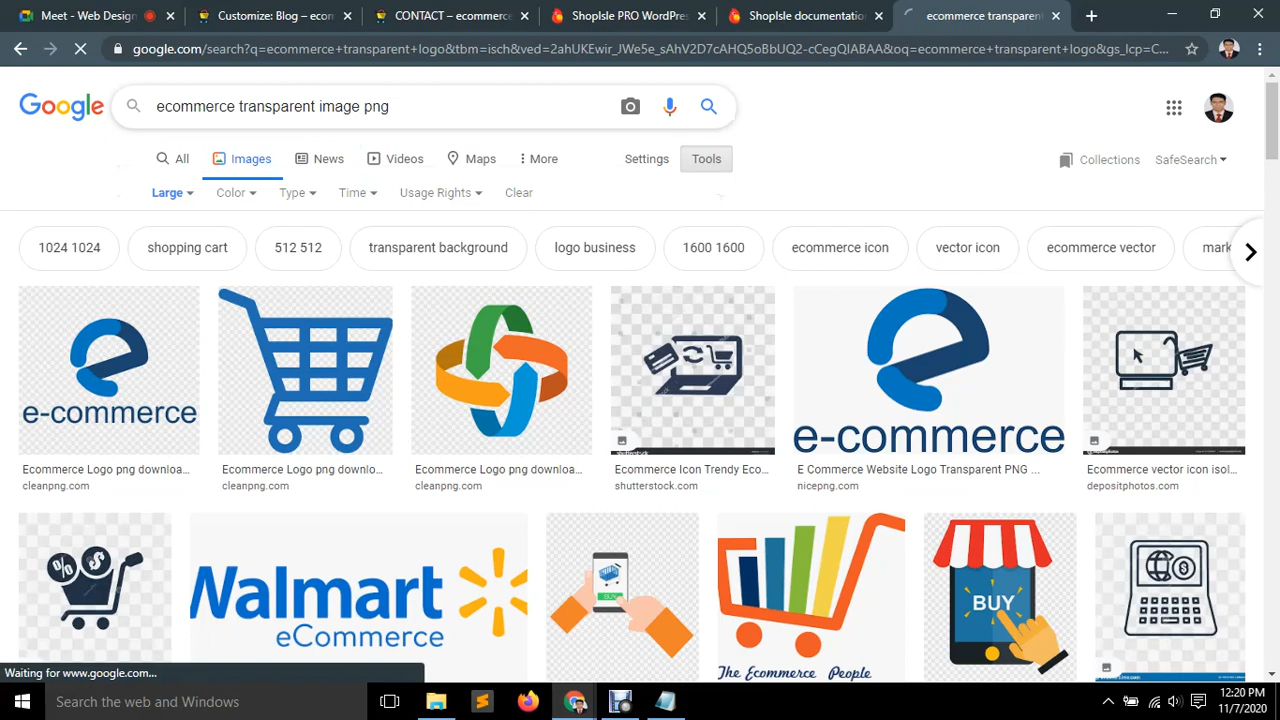 Meet - Web Desig
Customize: Blog – ecom
CONTACT – ecommerce
ShopIsle PRO WordPres
ShopIsle documentatio
ecommerce transparent
google.com/search?q=ecommerce+transparent+logo&tbm=isch&ved=2ahUKEwir_JWe5e_sAhV2D7cAHQ5oBbUQ2-cCegQIABAA&oq=ecommerce+transparent+logo&gs_lcp=C...
Google
ecommerce transparent image png
All Images News Videos Maps More Settings Tools
Collections SafeSearch
Large Color Type Time Usage Rights Clear
1024 1024 shopping cart 512 512 transparent background logo business 1600 1600 ecommerce icon vector icon ecommerce vector mark
e-commerce
e-commerce
Ecommerce Logo png downloa... Ecommerce Logo png downlo... Ecommerce Logo png downloa... Ecommerce Icon Trendy Eco... E Commerce Website Logo Transparent PNG ... Ecommerce vector icon isol...
cleanpng.com cleanpng.com cleanpng.com shutterstock.com nicepng.com depositphotos.com
% $
Walmart
eCommerce
BUY
The Ecommerce People
BUY
$
Waiting for www.google.com...
Search the web and Windows
12:20 PM
11/7/2020